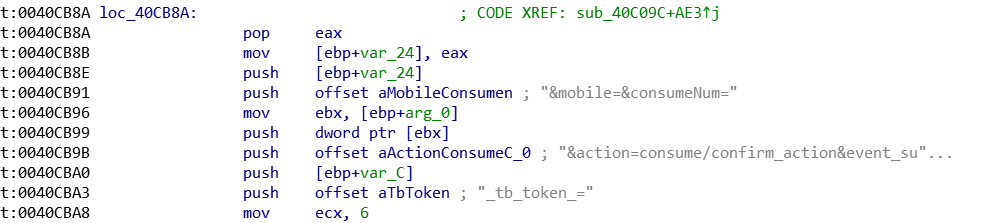 t:0040CB8A loc_40CB8A: ; CODE XREF: sub_40C09C+AE3↑j
t:0040CB8A pop eax
t:0040CB8B mov [ebp+var_24], eax
t:0040CB8E push [ebp+var_24]
t:0040CB91 push offset aMobileConsumen ; "&mobile=&consumeNum="
t:0040CB96 mov ebx, [ebp+arg_0]
t:0040CB99 push dword ptr [ebx]
t:0040CB9B push offset aActionConsumeC_0 ; "&action=consume/confirm_action&event_su"...
t:0040CBA0 push [ebp+var_C]
t:0040CBA3 push offset aTbToken ; "_tb_token_="
t:0040CBA8 mov ecx, 6